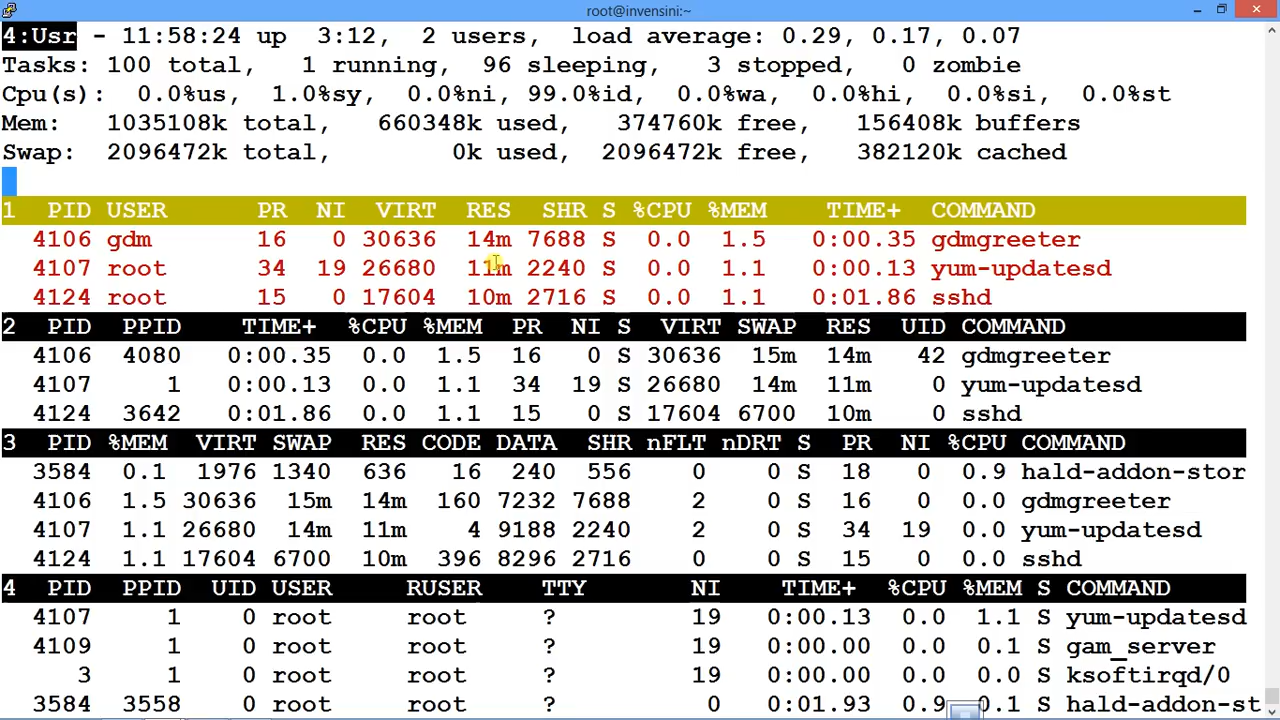 root@invensini:~
4:Usr - 11:58:24 up  3:12,  2 users,  load average: 0.29, 0.17, 0.07
Tasks: 100 total,   1 running,  96 sleeping,   3 stopped,   0 zombie
Cpu(s):  0.0%us,  1.0%sy,  0.0%ni, 99.0%id,  0.0%wa,  0.0%hi,  0.0%si,  0.0%st
Mem:   1035108k total,   660348k used,   374760k free,   156408k buffers
Swap:  2096472k total,        0k used,  2096472k free,   382120k cached
1  PID USER      PR  NI  VIRT  RES  SHR S %CPU %MEM    TIME+  COMMAND
4106 gdm       16   0 30636  14m 7688 S  0.0  1.5   0:00.35 gdmgreeter
4107 root      34  19 26680  11m 2240 S  0.0  1.1   0:00.13 yum-updatesd
4124 root      15   0 17604  10m 2716 S  0.0  1.1   0:01.86 sshd
2  PID  PPID    TIME+  %CPU %MEM  PR  NI S  VIRT SWAP  RES  UID COMMAND
4106  4080   0:00.35  0.0  1.5  16   0 S 30636  15m  14m   42 gdmgreeter
4107     1   0:00.13  0.0  1.1  34  19 S 26680  14m  11m    0 yum-updatesd
4124  3642   0:01.86  0.0  1.1  15   0 S 17604 6700  10m    0 sshd
3  PID %MEM  VIRT SWAP  RES CODE DATA  SHR nFLT nDRT S  PR  NI %CPU COMMAND
3584  0.1  1976 1340  636   16  240  556    0    0 S  18   0  0.9 hald-addon-stor
4106  1.5 30636  15m  14m  160 7232 7688    2    0 S  16   0  0.0 gdmgreeter
4107  1.1 26680  14m  11m    4 9188 2240    2    0 S  34  19  0.0 yum-updatesd
4124  1.1 17604 6700  10m  396 8296 2716    0    0 S  15   0  0.0 sshd
4  PID  PPID  UID USER     RUSER    TTY         NI    TIME+  %CPU %MEM S COMMAND
4107     1    0 root     root     ?          19   0:00.13  0.0  1.1 S yum-updatesd
4109     1    0 root     root     ?          19   0:00.00  0.0  0.1 S gam_server
3     1    0 root     root     ?          19   0:00.00  0.0  0.0 S ksoftirqd/0
3584  3558    0 root     root     ?           0   0:01.93  0.9  0.1 S hald-addon-st